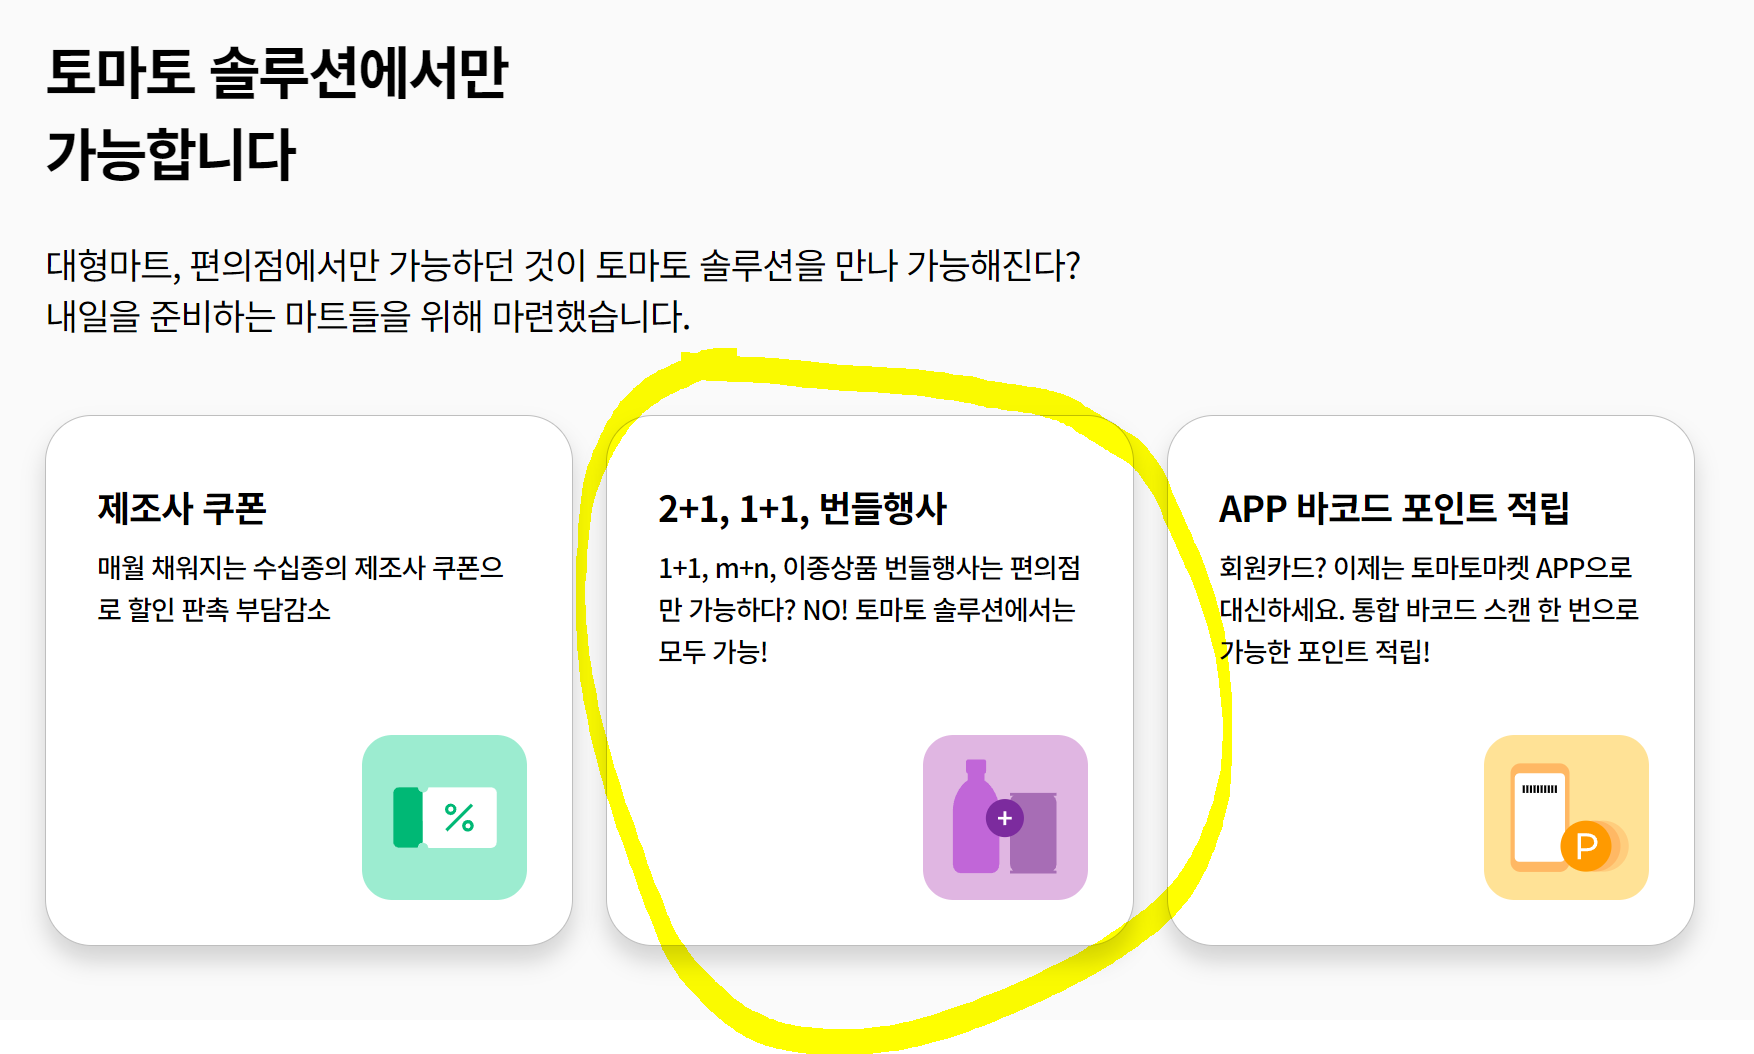 토마토 솔루션에서만
가능합니다
대형마트, 편의점에서만 가능하던 것이 토마토 솔루션을 만나 가능해진다?
내일을 준비하는 마트들을 위해 마련했습니다.
제조사 쿠폰
매월 채워지는 수십종의 제조사 쿠폰으
로 할인 판촉 부담감소
%
2+1, 1+1, 번들행사
1+1, m+n, 이종상품 번들행사는 편의점
만 가능하다? NO! 토마토 솔루션에서는
모두 가능!
+
APP 바코드 포인트 적립
회원카드? 이제는 토마토마켓 APP으로
대신하세요. 통합 바코드 스캔 한 번으로
가능한 포인트 적립!
P